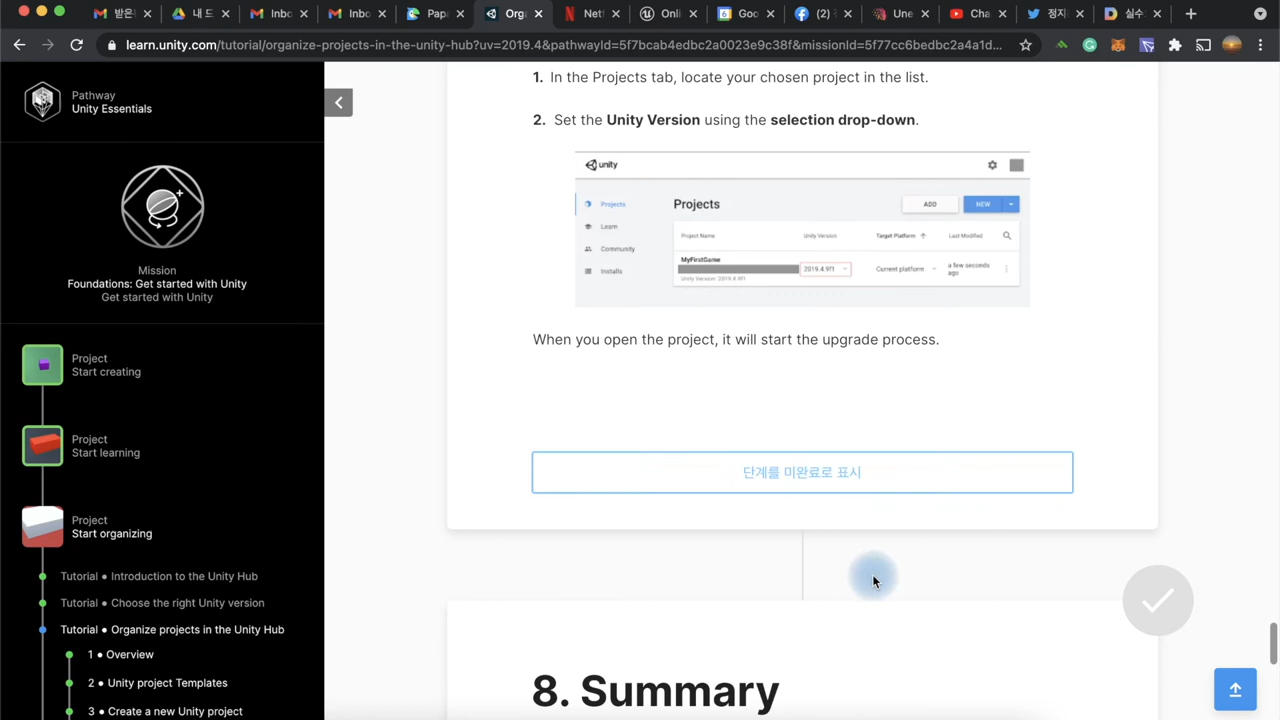 받은
내 드
Inbo
Inbo
Pap
Orga
Netf
Onli
Goo
(2)
Une
Cha
정지
실수
learn.unity.com/tutorial/organize-projects-in-the-unity-hub?uv=2019.4&pathwayId=5f7bcab4edbc2a0023e9c38f&missionId=5f77cc6bedbc2a4a1d...
Pathway
Unity Essentials
Mission
Foundations: Get started with Unity
Get started with Unity
Project
Start creating
Project
Start learning
Project
Start organizing
Tutorial ● Introduction to the Unity Hub
Tutorial ● Choose the right Unity version
Tutorial ● Organize projects in the Unity Hub
1 ● Overview
2 ● Unity project Templates
3 ● Create a new Unity project
1. In the Projects tab, locate your chosen project in the list.
2. Set the Unity Version using the selection drop-down.
unity
Projects
Learn
Community
Installs
Projects
ADD
NEW
Project Name
Unity Version
Target Platform
Last Modified
MyFirstGame
Unity Version: 2019.4.9f1
2019.4.9f1
Current platform
a few seconds
ago
When you open the project, it will start the upgrade process.
단계를 미완료로 표시
8. Summary